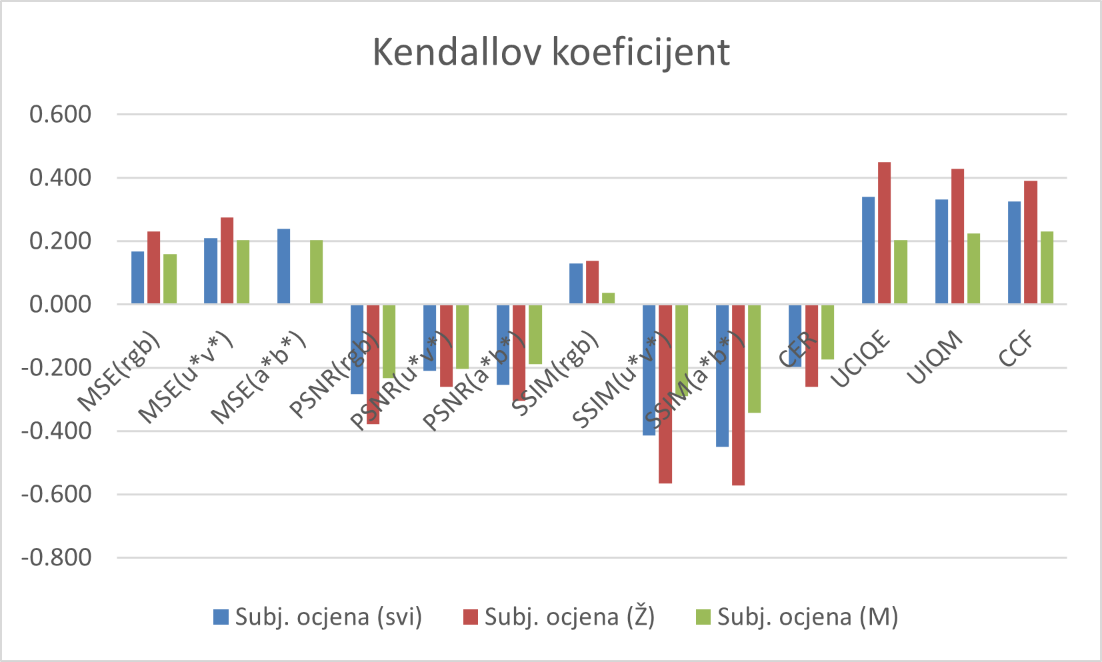 Kendallov koeficijent
0.600
0.400
0.200
0.000
-0.200
-0.400
-0.600
-0.800
MSE(rgb)
MSE(u*v*)
MSE(a*b*)
PSNR(rgb)
PSNR(u*v*)
PSNR(a*b*)
SSIM(rgb)
SSIM(u*v*)
SSIM(a*b*)
CER
UCIQE
UIQM
CCF
Subj. ocjena (svi) Subj. ocjena (Ž) Subj. ocjena (M)